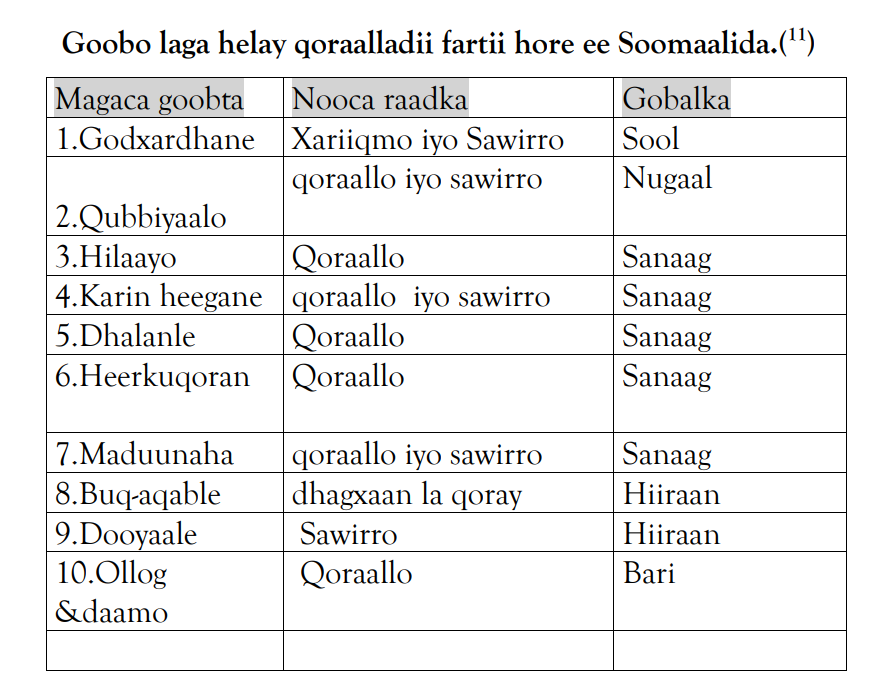 Goobo laga helay qoraalladii fartii hore ee Soomaalida.(11)
Magaca goobta Nooca raadka Gobalka
1.Godxardhane Xariiqmo iyo Sawirro Sool
qoraallo iyo sawirro Nugaal
2.Qubbiyaalo
3.Hilaayo Qoraallo Sanaag
4.Karin heegane qoraallo  iyo sawirro Sanaag
5.Dhalanle Qoraallo Sanaag
6.Heerkuqoran Qoraallo Sanaag
7.Maduunaha qoraallo iyo sawirro Sanaag
8.Buq-aqable dhagxaan la qoray Hiiraan
9.Dooyaale Sawirro Hiiraan
10.Ollog Qoraallo Bari
&daamo